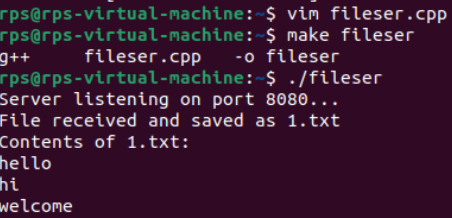 rps@rps-virtual-machine:~$ vim fileser.cpp
rps@rps-virtual-machine:~$ make fileser
g++     fileser.cpp   -o fileser
rps@rps-virtual-machine:~$ ./fileser
Server listening on port 8080...
File received and saved as 1.txt
Contents of 1.txt:
hello
hi
welcome